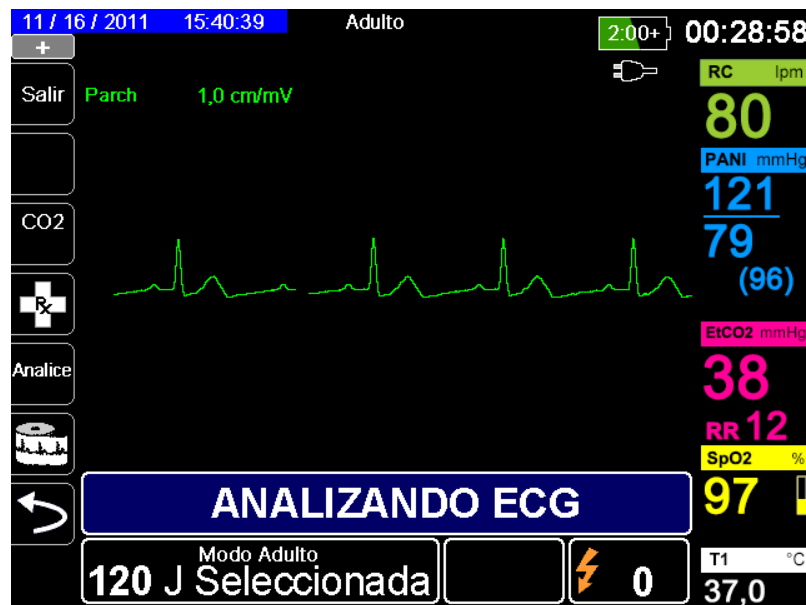 11 / 16 / 2011 15:40:39 Adulto 2:00+ 00:28:58
+
Salir
Parch 1,0 cm/mV
RC lpm
80
PANI mmHg
121
79
(96)
CO2
Rx
EtCO2 mmHg
38
RR 12
Analice
SpO2 %
97
ANALIZANDO ECG
Modo Adulto
120 J Seleccionada
0
T1 °C
37,0